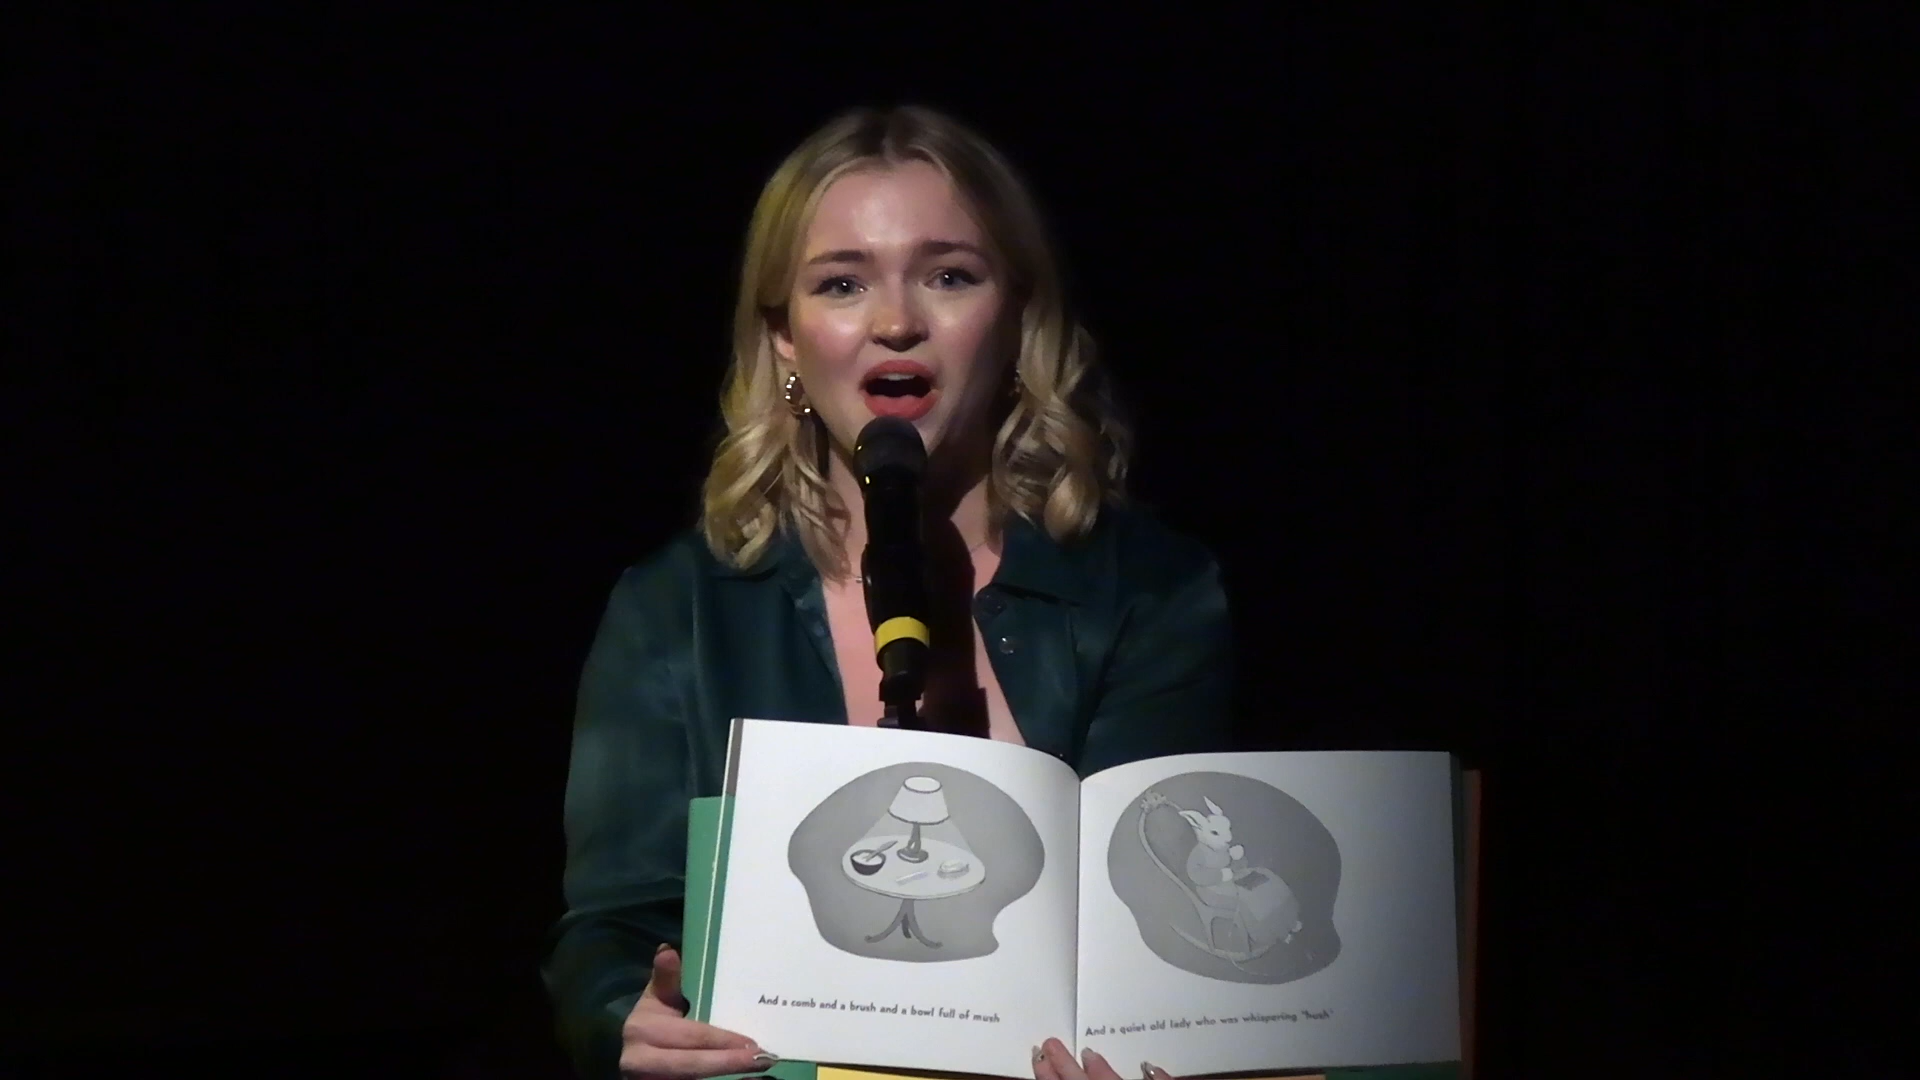 And a comb and a brush and a bowl full of mush
And a quiet old lady who was whispering "hush"